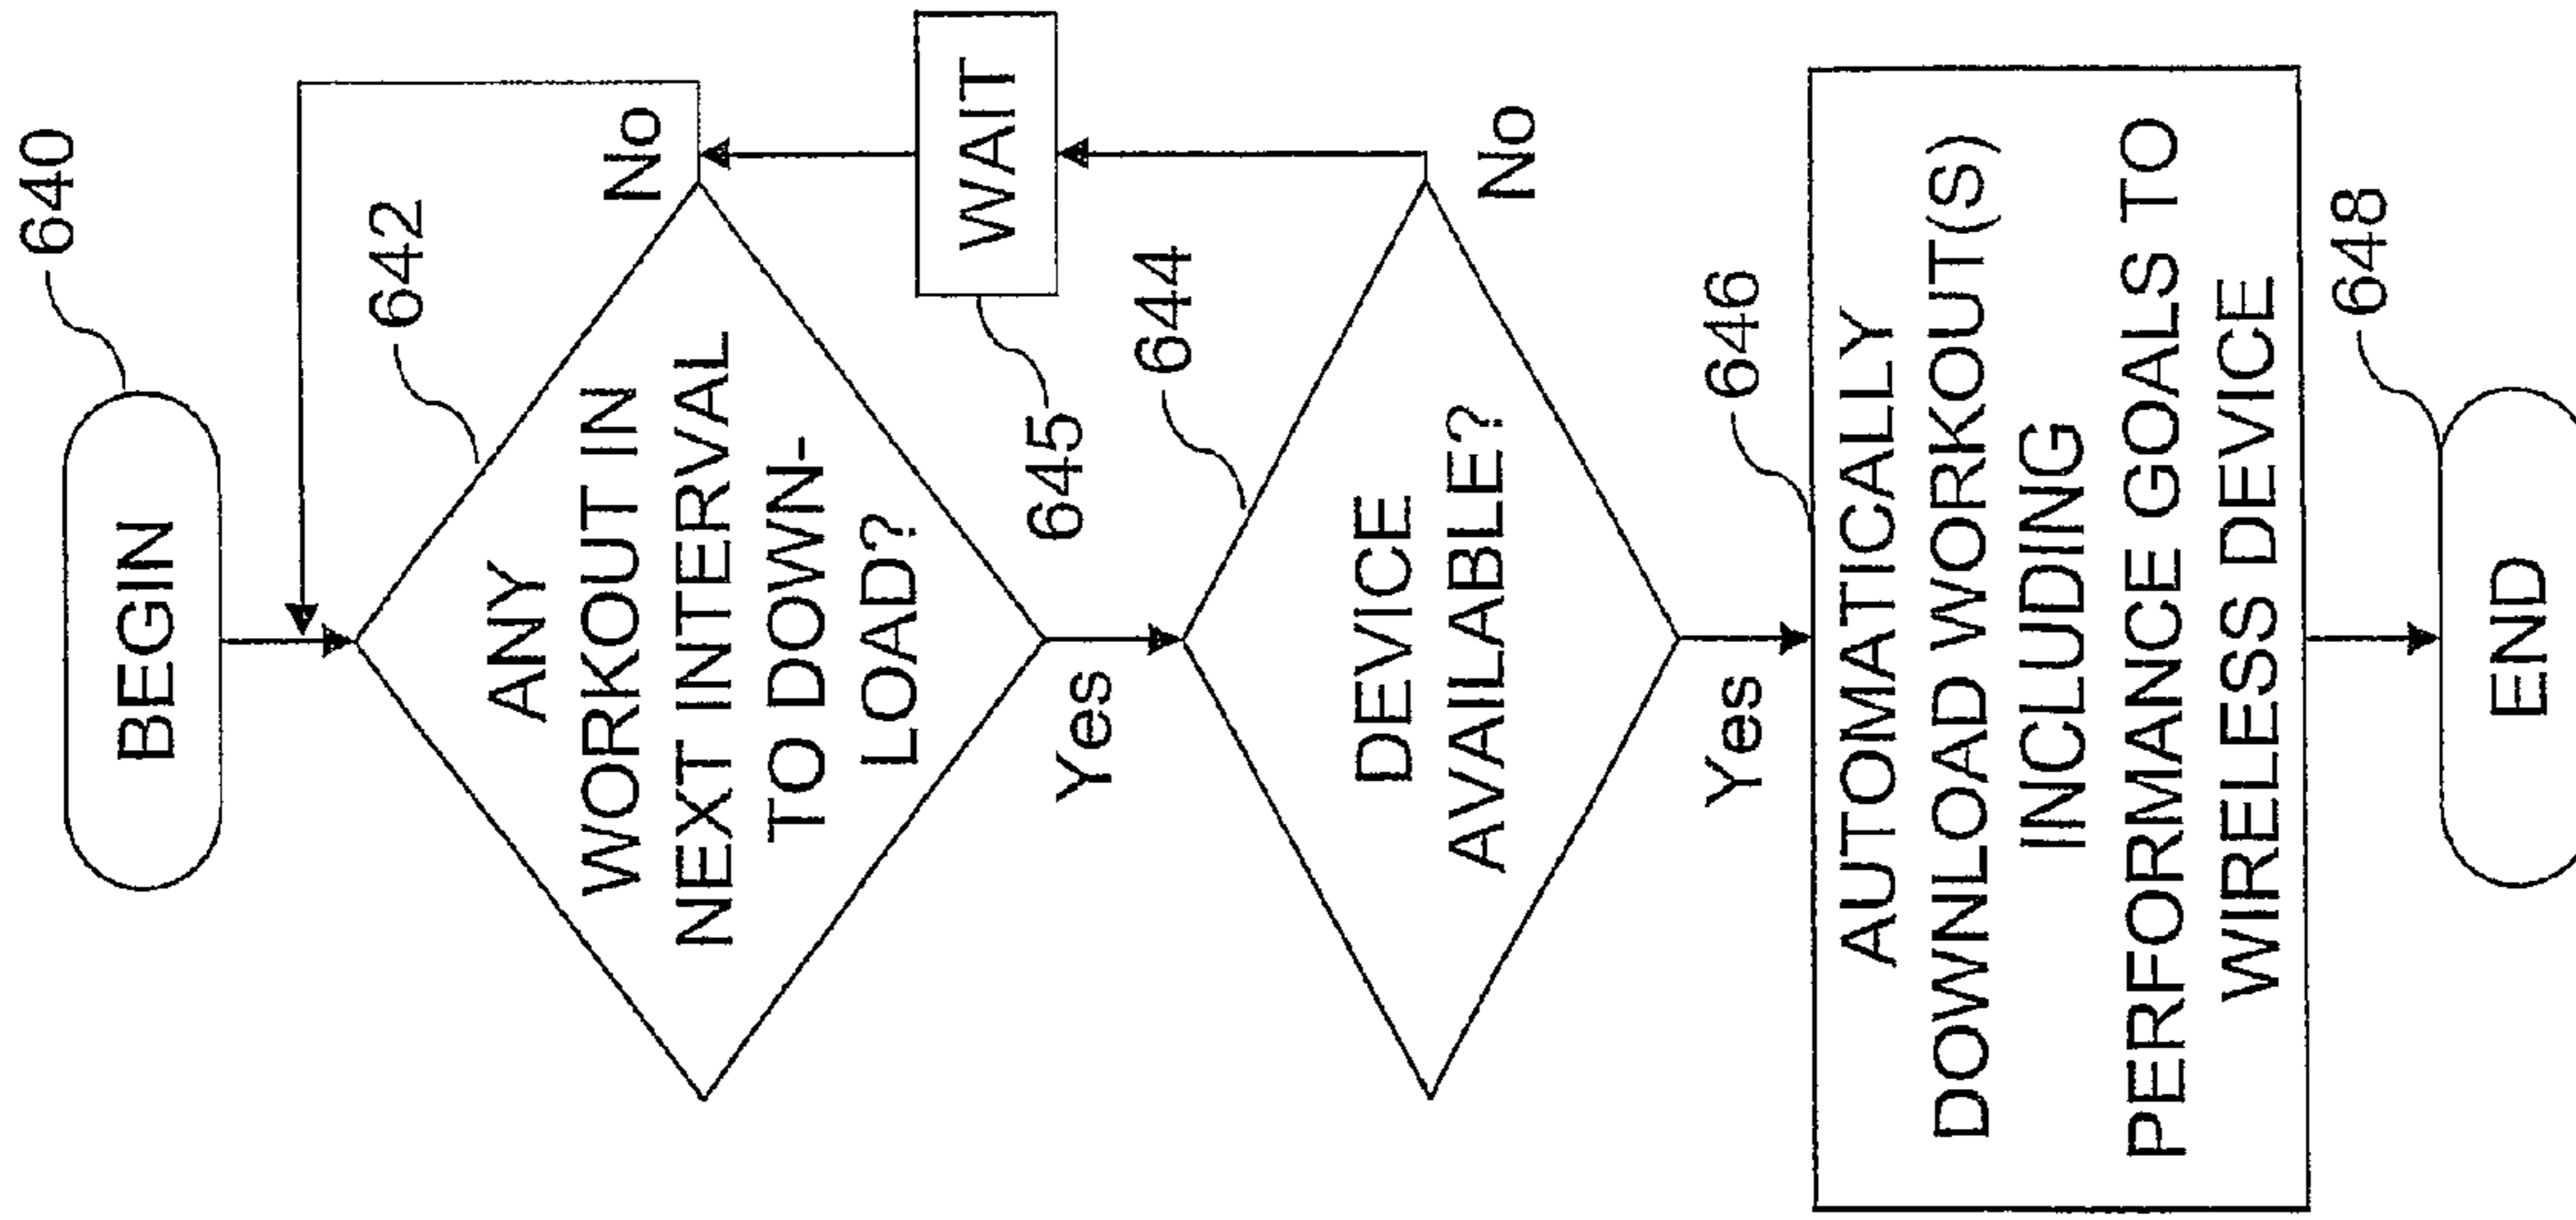 640
BEGIN
642
ANY
WORKOUT IN
NEXT INTERVAL
TO DOWN-
LOAD?
No
Yes
WAIT
645
644
DEVICE
AVAILABLE?
No
Yes
646
AUTOMATICALLY
DOWNLOAD WORKOUT(S)
INCLUDING
PERFORMANCE GOALS TO
WIRELESS DEVICE
648
END